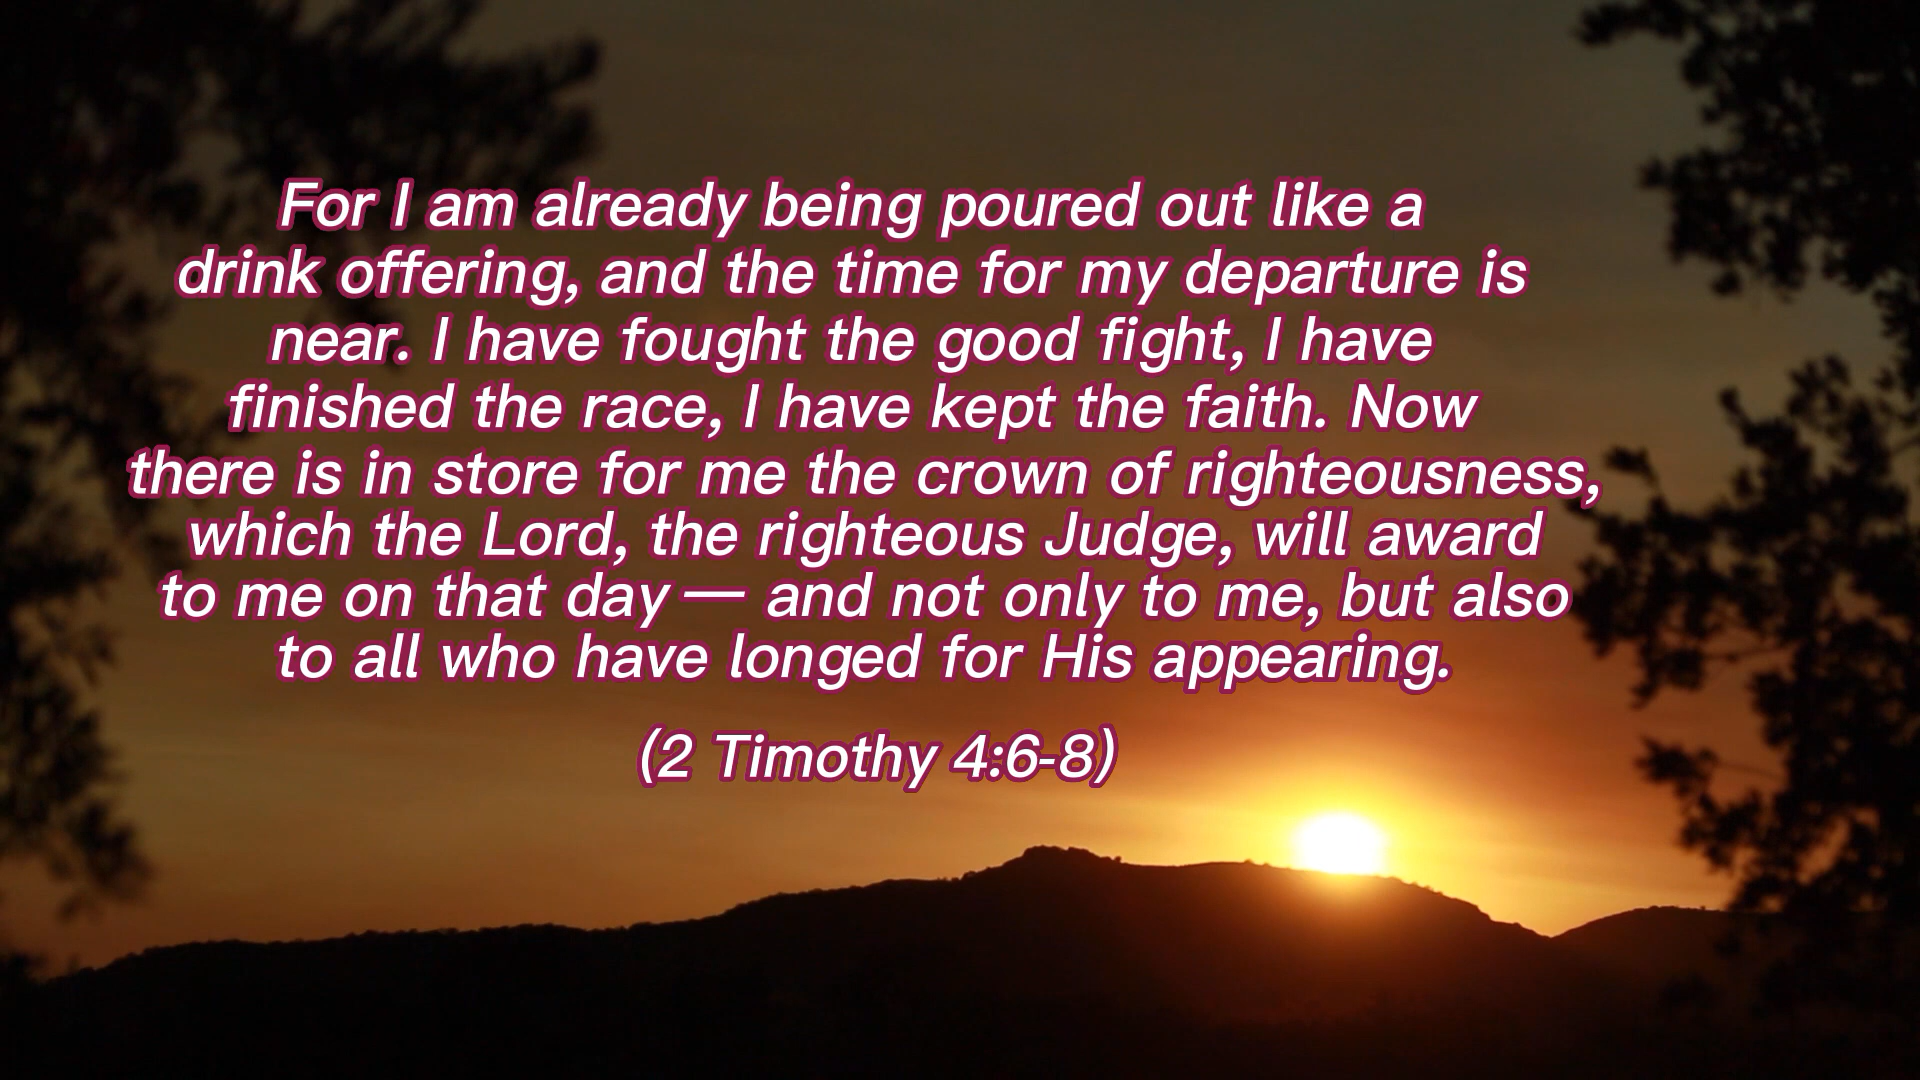 For I am already being poured out like a
drink offering, and the time for my departure is
near. I have fought the good fight, I have
finished the race, I have kept the faith. Now
there is in store for me the crown of righteousness,
which the Lord, the righteous Judge, will award
to me on that day — and not only to me, but also
to all who have longed for His appearing.
(2 Timothy 4:6-8)